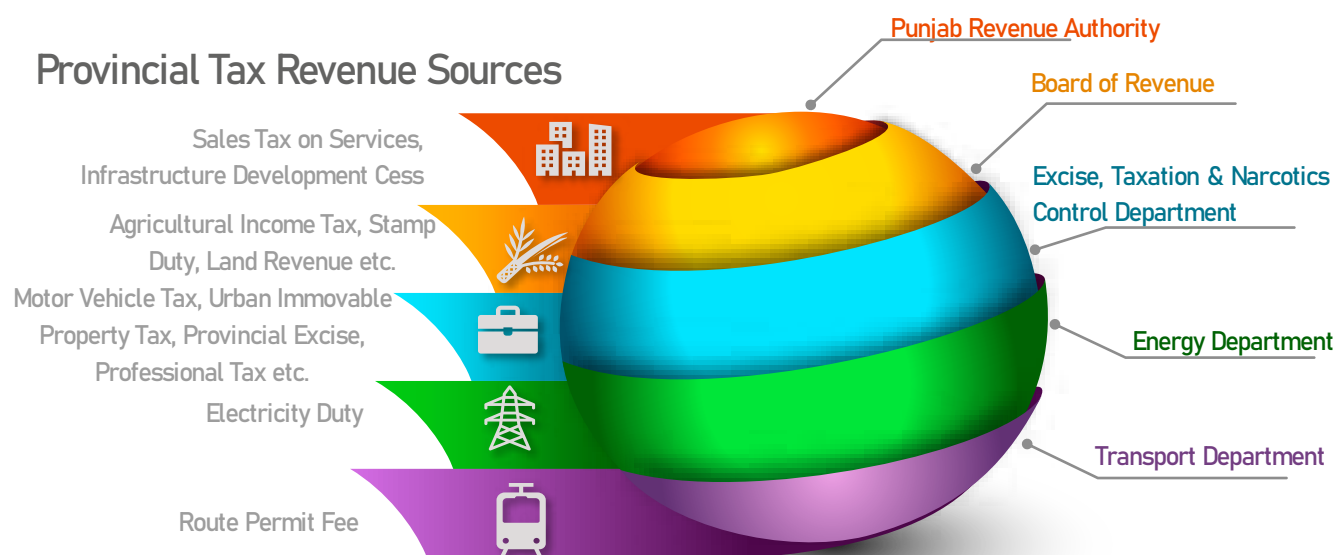 Provincial Tax Revenue Sources
Sales Tax on Services,
Infrastructure Development Cess
Agricultural Income Tax, Stamp
Duty, Land Revenue etc.
Motor Vehicle Tax, Urban Immovable
Property Tax, Provincial Excise,
Professional Tax etc.
Electricity Duty
Route Permit Fee
Punjab Revenue Authority
Board of Revenue
Excise, Taxation & Narcotics
Control Department
Energy Department
Transport Department